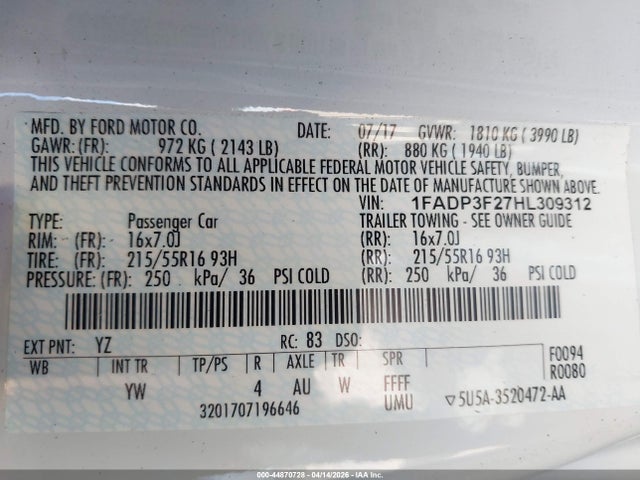 MFD. BY FORD MOTOR CO. DATE: 07/17 GVWR: 1810 KG ( 3990 LB)
GAWR: (FR): 972 KG ( 2143 LB) (RR): 880 KG ( 1940 LB)
THIS VEHICLE CONFORMS TO ALL APPLICABLE FEDERAL MOTOR VEHICLE SAFETY, BUMPER,
AND THEFT PREVENTION STANDARDS IN EFFECT ON THE DATE OF MANUFACTURE SHOWN ABOVE.
VIN: 1FADP3F27HL309312
TYPE: Passenger Car TRAILER TOWING - SEE OWNER GUIDE
RIM: (FR): 16x7.0J (RR): 16x7.0J
TIRE: (FR): 215/55R16 93H (RR): 215/55R16 93H
PRESSURE: (FR): 250 kPa/ 36 PSI COLD (RR): 250 kPa/ 36 PSI COLD
EXT PNT: YZ RC: 83 DSO:
WB INT TR TP/PS R AXLE TR SPR F0094
R0080
YW 4 AU W FFFF
3201707196646 UMU ▽5U5A-3520472-AA
000-44870728 - 04/14/2026 - IAA Inc.